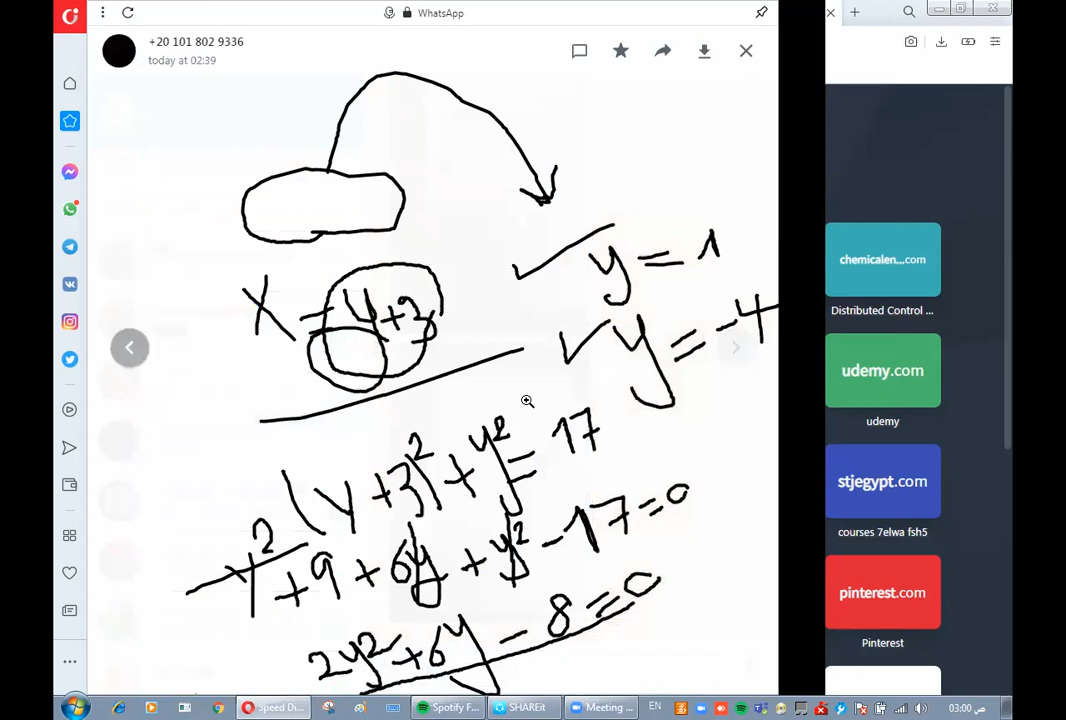 WhatsApp
+20 101 802 9336
today at 02:39
y = 1
x = y+3
y = -4
(y+3)² + y² = 17
y² + 9 + 6y + y² - 17 = 0
2y² + 6y - 8 = 0
chemicalen...com
Distributed Control ...
udemy.com
udemy
stjegypt.com
courses 7elwa fsh5
pinterest.com
Pinterest
Speed Di...
Spotify F...
SHAREit
Meeting ...
EN
03:00 ص